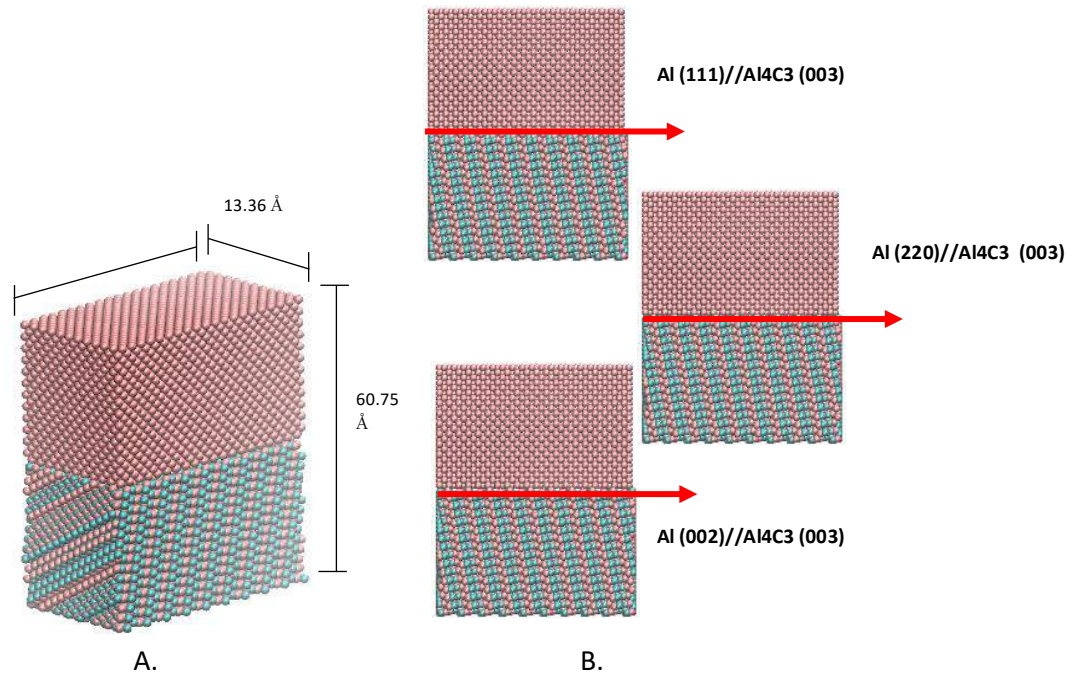 Al (111)//Al4C3 (003)
13.36 Å
Al (220)//Al4C3  (003)
60.75
Å
Al (002)//Al4C3 (003)
A.
B.